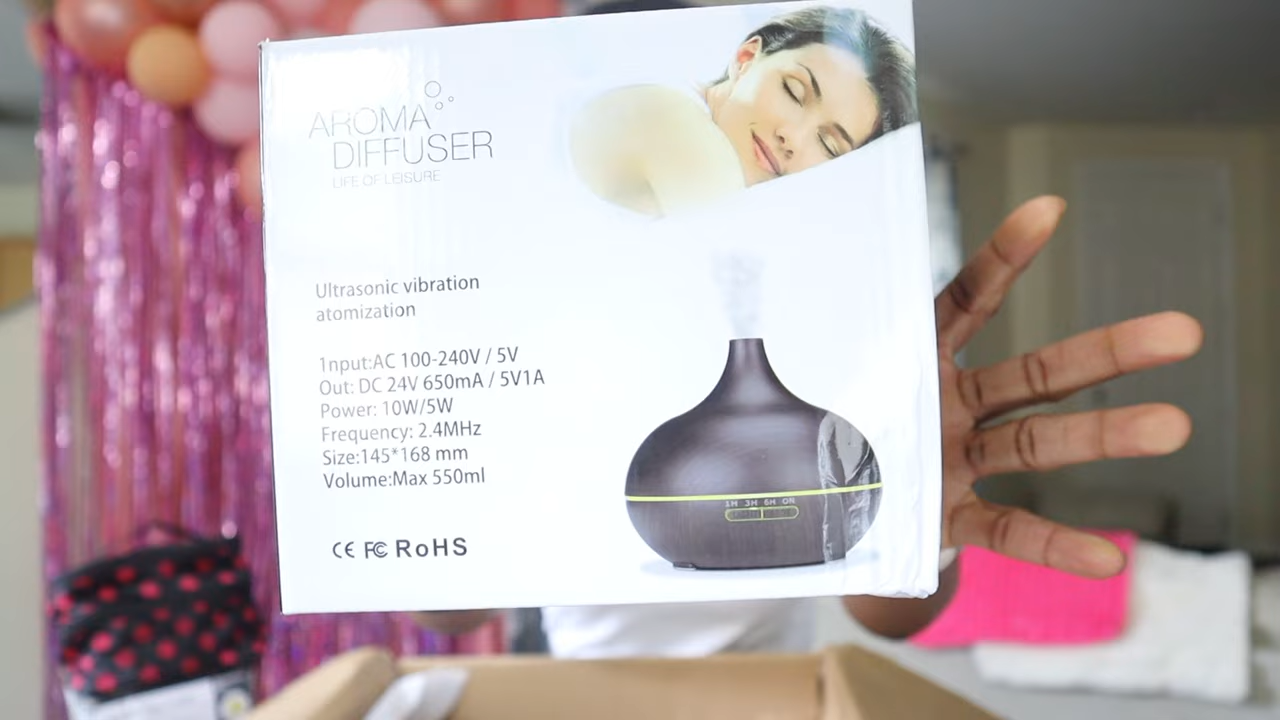 AROMA
DIFFUSER
LIFE OF LEISURE
Ultrasonic vibration
atomization
1nput:AC 100-240V / 5V
Out: DC 24V 650mA / 5V1A
Power: 10W/5W
Frequency: 2.4MHz
Size:145*168 mm
Volume:Max 550ml
CE FC RoHS
1H 3H 6H ON